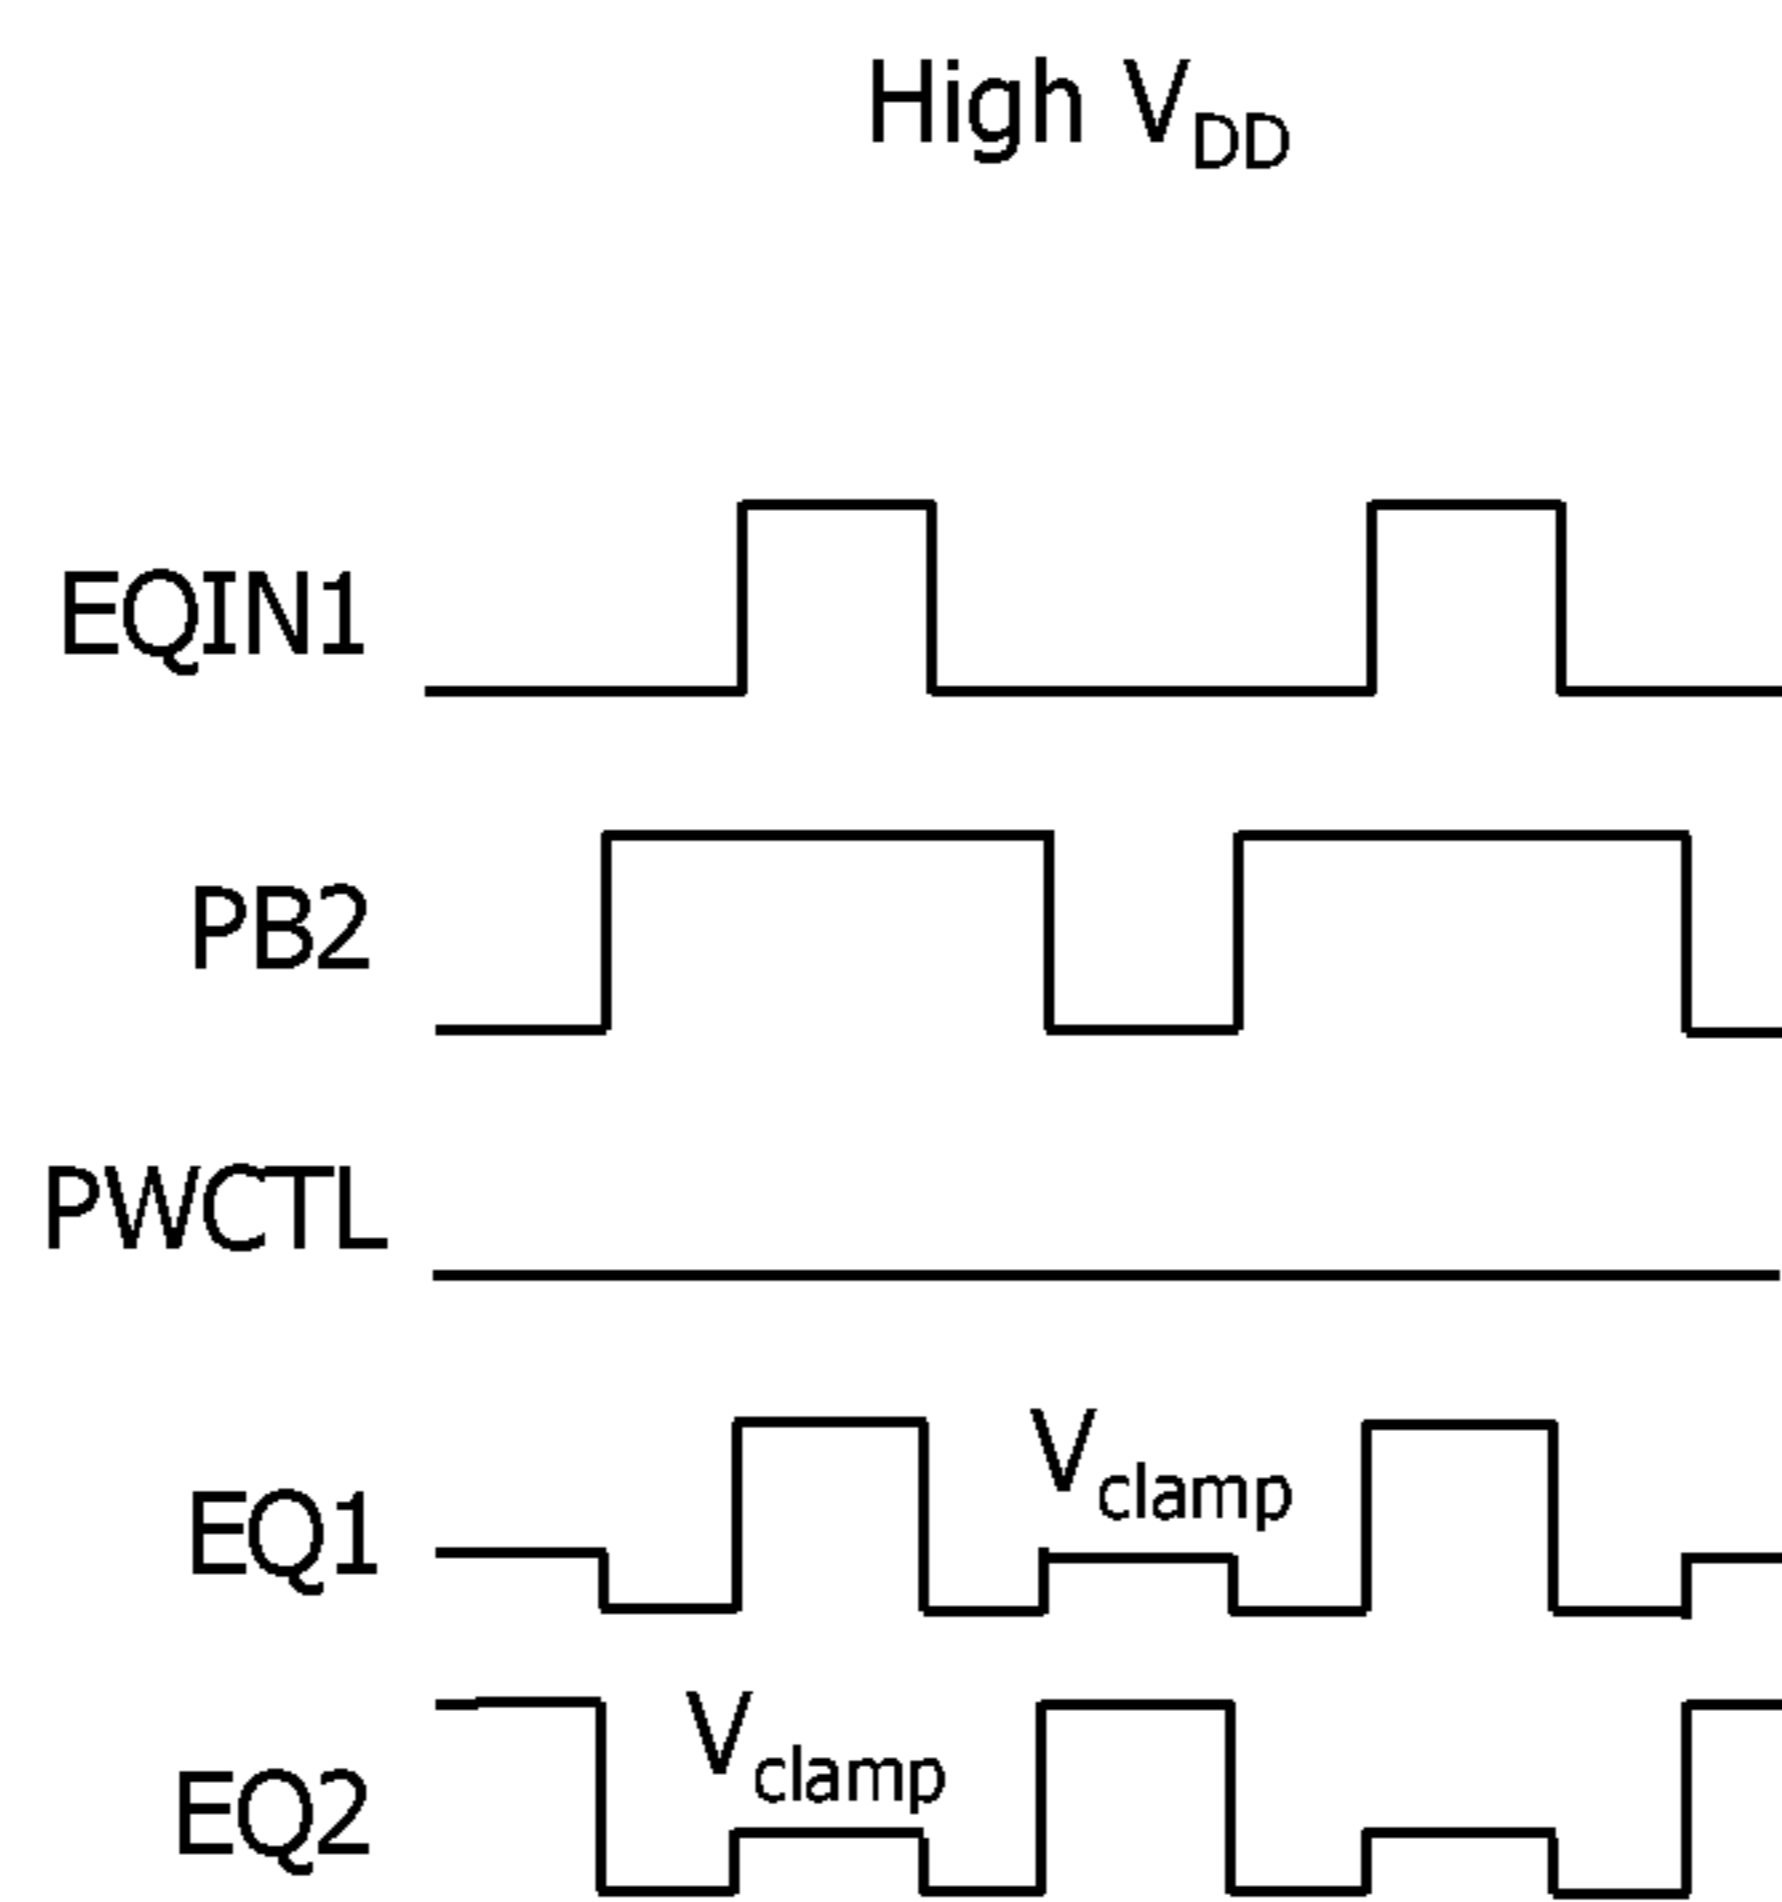 High VDD
EQIN1
PB2
PWCTL
Vclamp
EQ1
Vclamp
EQ2